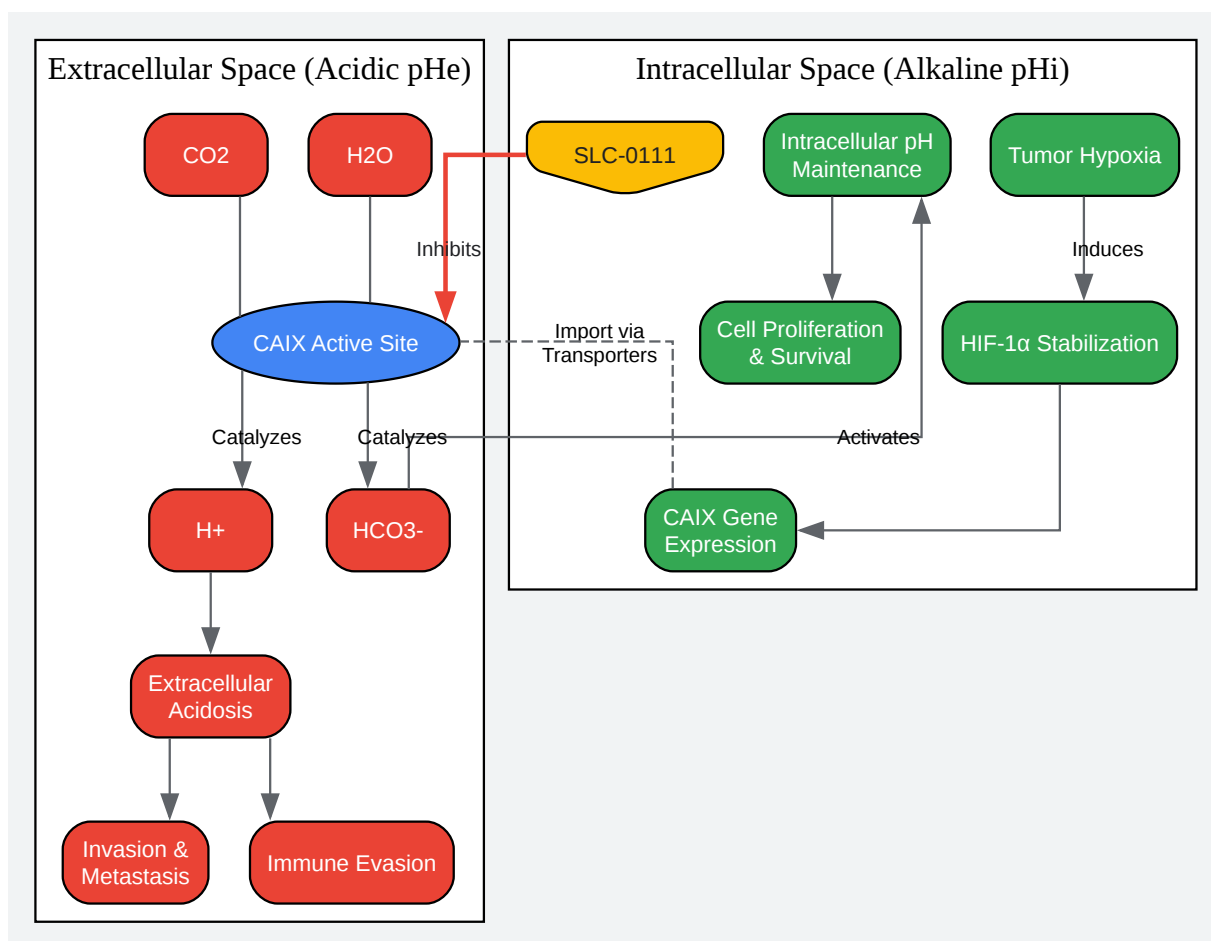 Extracellular Space (Acidic pHe)
Intracellular Space (Alkaline pHi)
CO2
H2O
SLC-0111
Intracellular pH
Maintenance
Tumor Hypoxia
Inhibits
Induces
CAIX Active Site
Import via
Transporters
Cell Proliferation
& Survival
HIF-1α Stabilization
Catalyzes
Catalyzes
Activates
H+
HCO3-
CAIX Gene
Expression
Extracellular
Acidosis
Invasion &
Metastasis
Immune Evasion